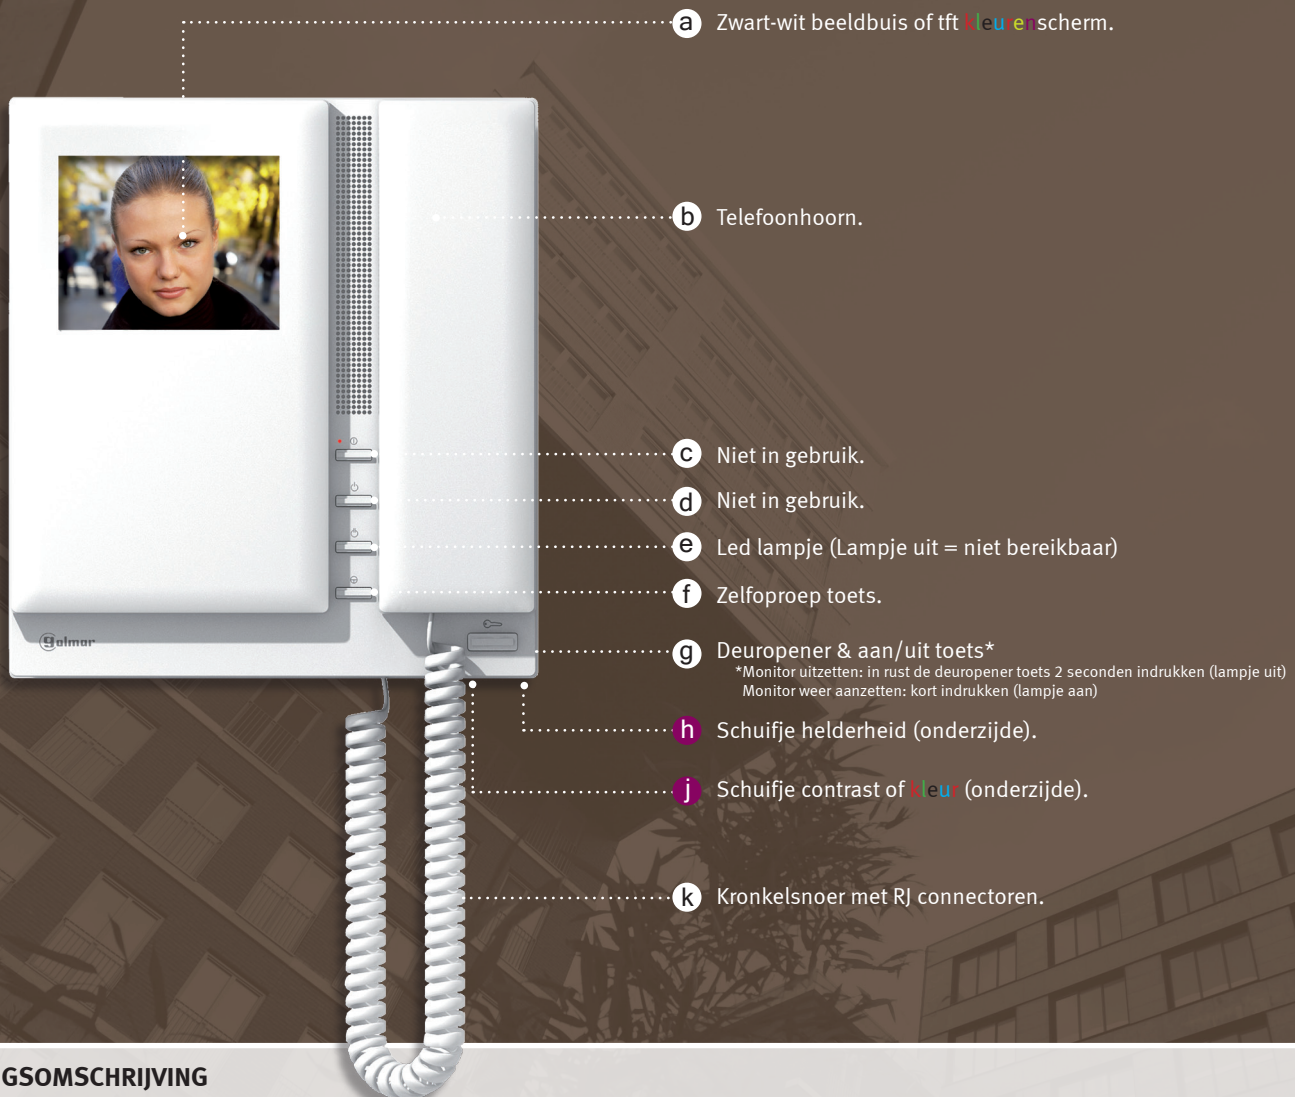 a Zwart-wit beeldbuis of tft kleurenscherm.
b Telefoonhoorn.
c Niet in gebruik.
d Niet in gebruik.
e Led lampje (Lampje uit = niet bereikbaar)
f Zelfoproep toets.
golmar
g Deuropener & aan/uit toets*
*Monitor uitzetten: in rust de deuropener toets 2 seconden indrukken (lampje uit)
Monitor weer aanzetten: kort indrukken (lampje aan)
h Schuifje helderheid (onderzijde).
j Schuifje contrast of kleur (onderzijde).
k Kronkelsnoer met RJ connectoren.
GSOMSCHRIJVING